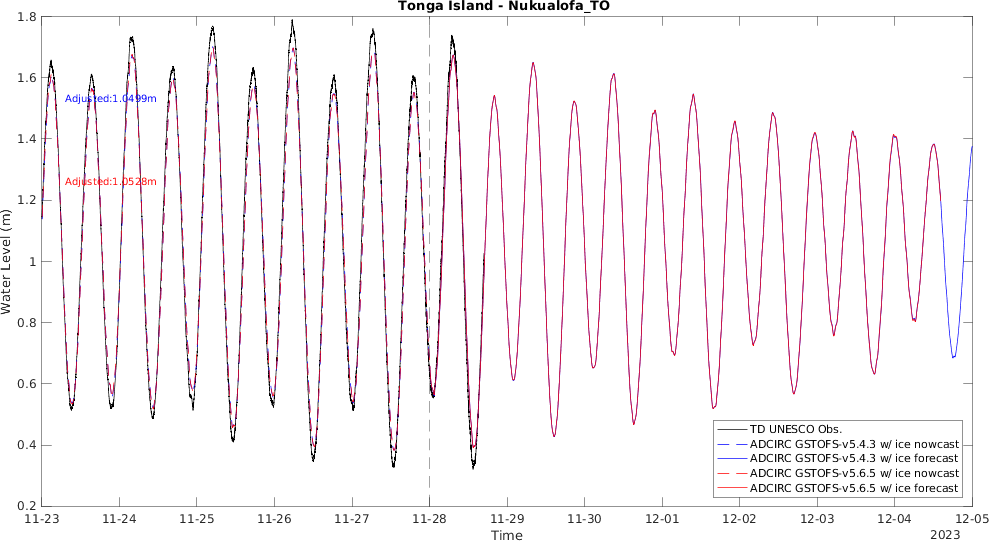 Tonga Island - Nukualofa_TO
1.8
1.6
1.4
1.2
1
0.8
0.6
0.4
0.2
Water Level (m)
Adjusted:1.0499m
Adjusted:1.0528m
TD UNESCO Obs.
ADCIRC GSTOFS-v5.4.3 w/ ice nowcast
ADCIRC GSTOFS-v5.4.3 w/ ice forecast
ADCIRC GSTOFS-v5.6.5 w/ ice nowcast
ADCIRC GSTOFS-v5.6.5 w/ ice forecast
11-23 11-24 11-25 11-26 11-27 11-28 11-29 11-30 12-01 12-02 12-03 12-04 12-05
Time
2023